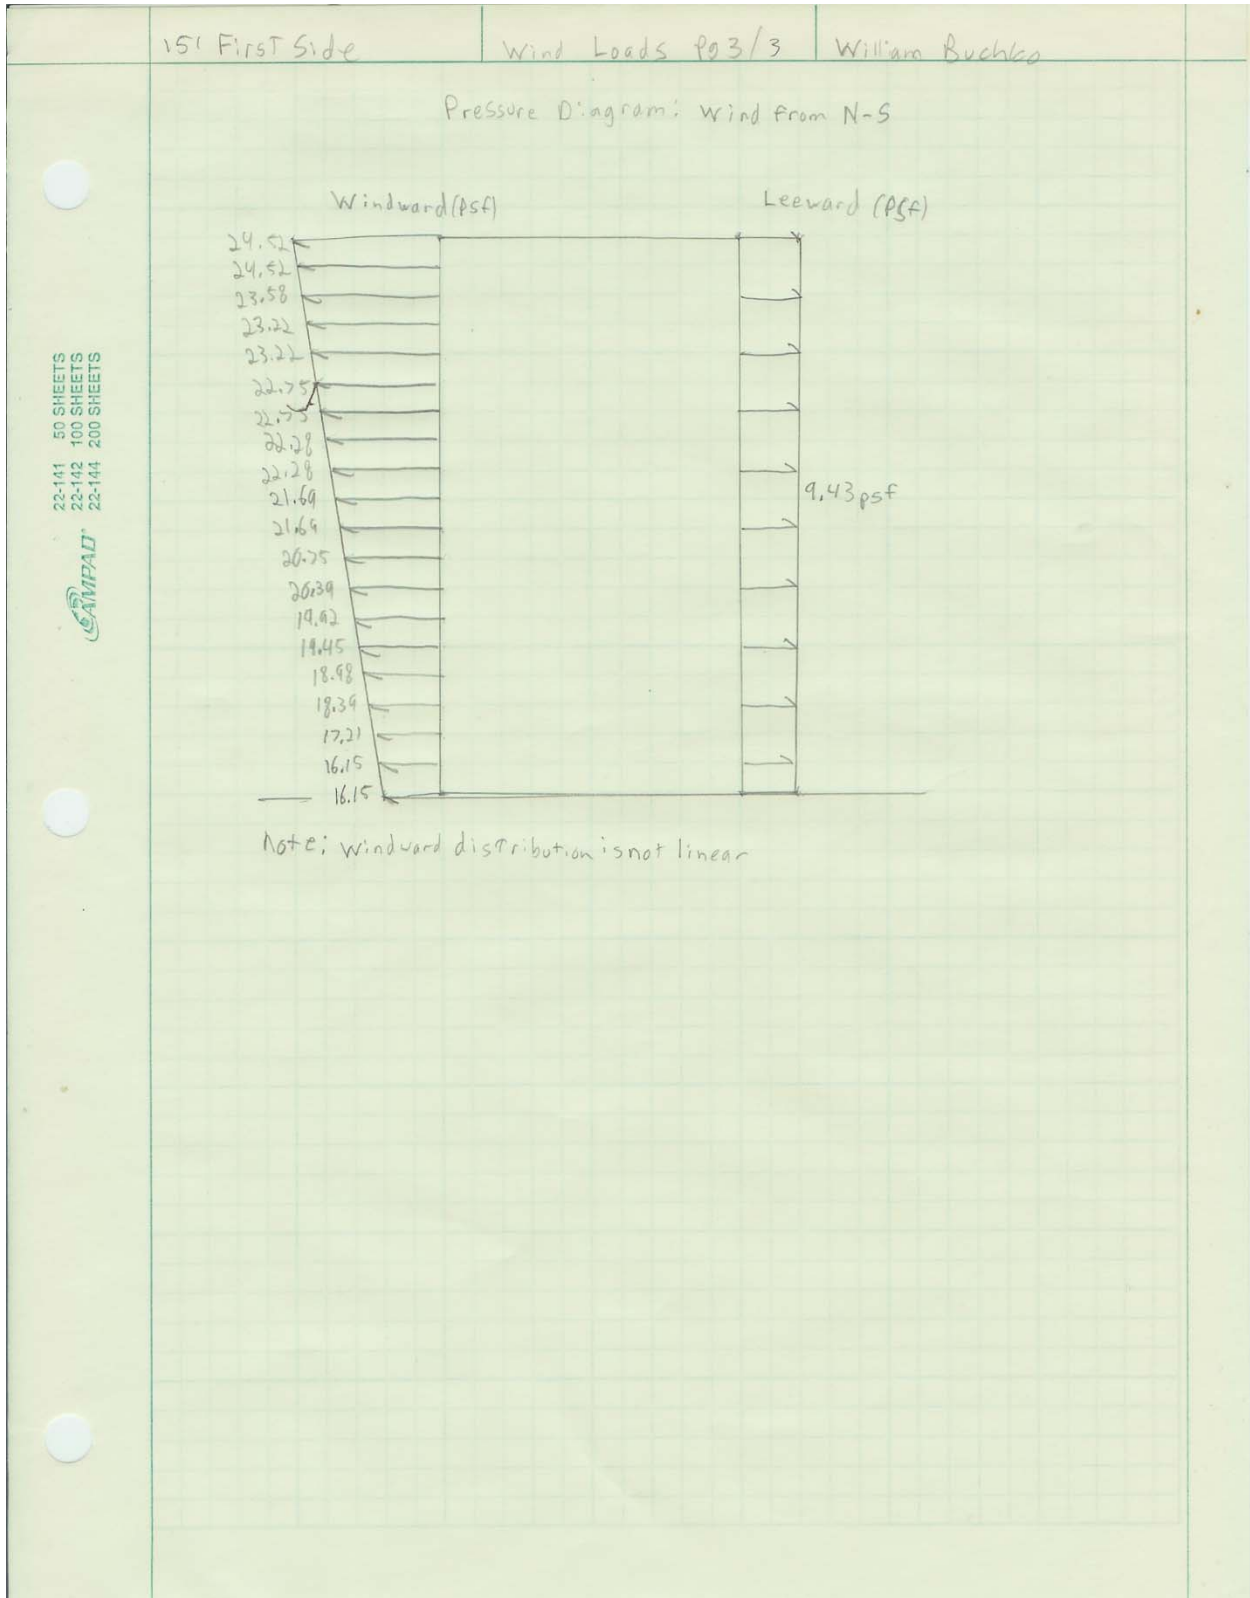 151 First Side
Wind Loads Pg 3/3
William Buchko
Pressure Diagram: Wind from N-S
Windward (psf)
Leeward (psf)
24.52
24.52
23.58
23.22
23.22
22.75
22.75
22.28
22.28
21.69
21.69
20.75
20.39
19.92
19.45
18.98
18.39
17.21
16.15
16.15
9.43 psf
Note: Windward distribution is not linear
22-141 50 SHEETS
22-142 100 SHEETS
22-144 200 SHEETS
CAMPAD®